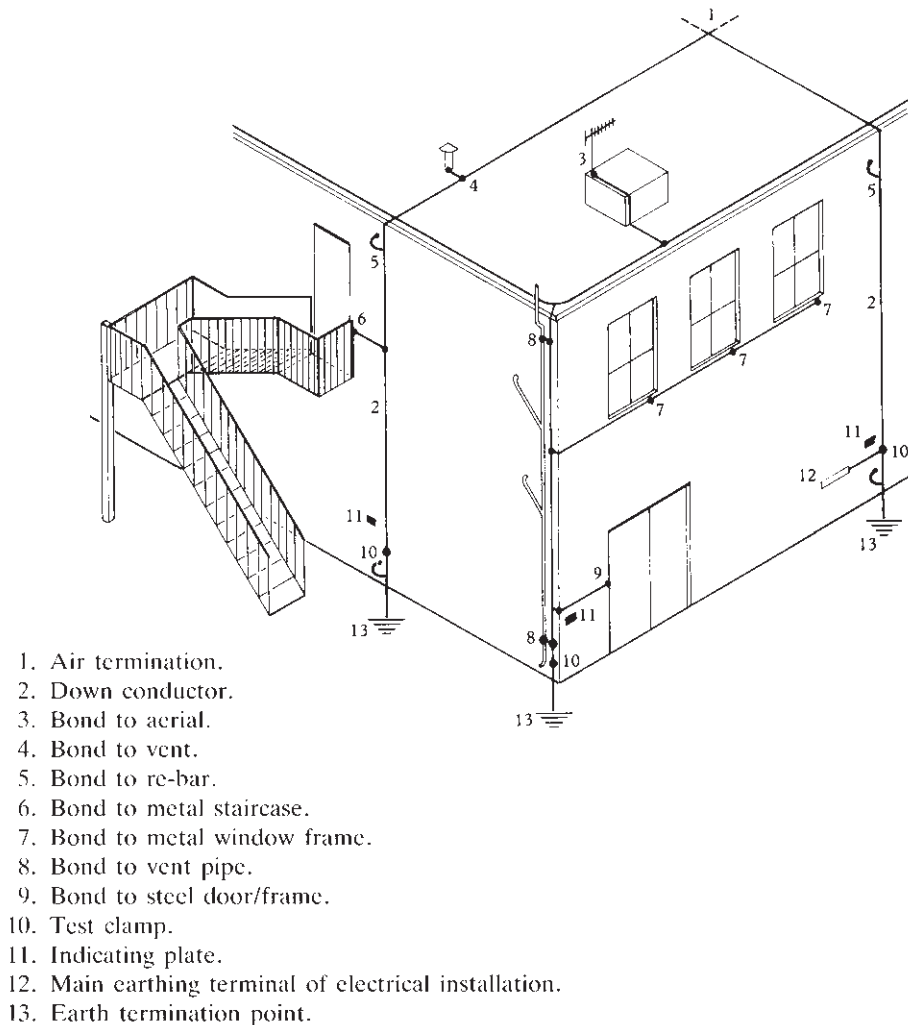 1
3
4
5
5
6
2
8
7
7
7
2
11
10
12
11
10
9
13
13
11
8
10
13
1. Air termination.
2. Down conductor.
3. Bond to aerial.
4. Bond to vent.
5. Bond to re-bar.
6. Bond to metal staircase.
7. Bond to metal window frame.
8. Bond to vent pipe.
9. Bond to steel door/frame.
10. Test clamp.
11. Indicating plate.
12. Main earthing terminal of electrical installation.
13. Earth termination point.